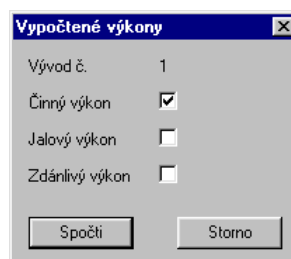 Vypočtené výkony
Vývod č. 1
Činný výkon
Jalový výkon
Zdánlivý výkon
Spočti Storno